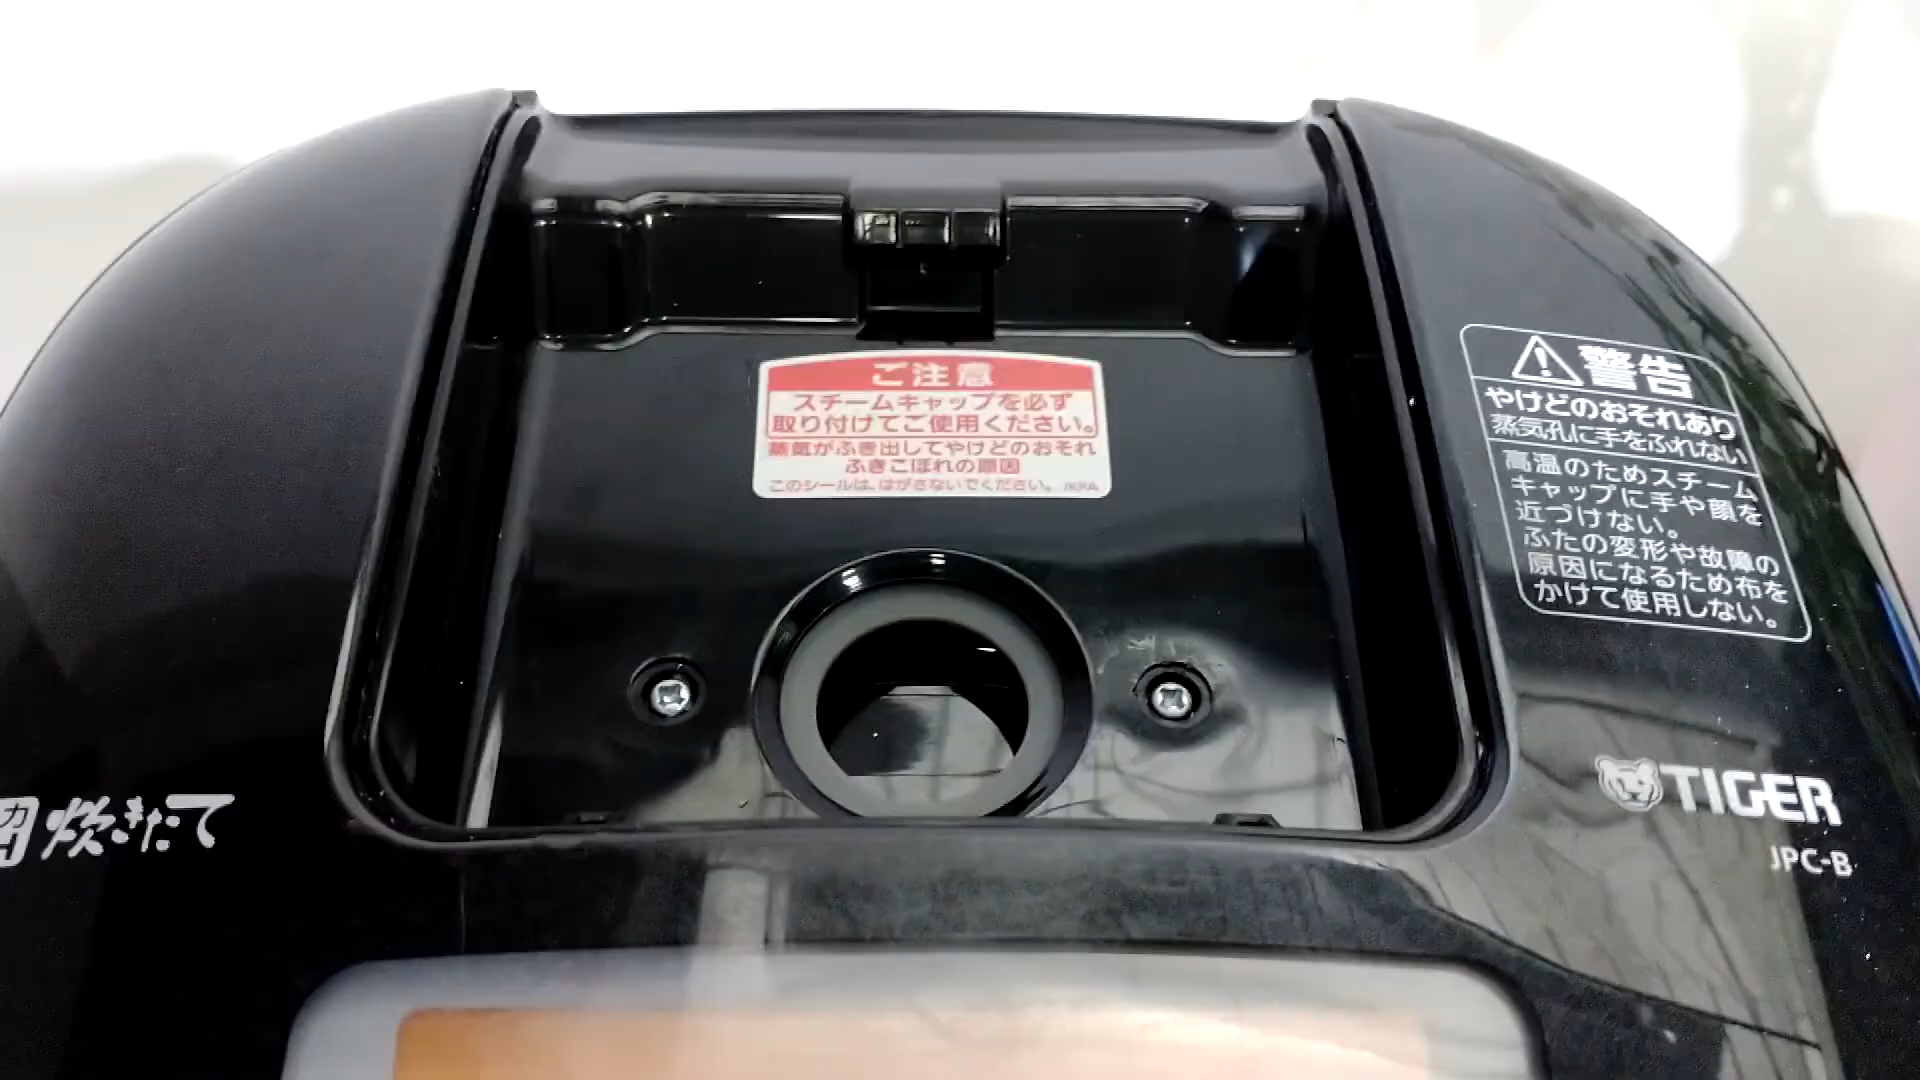 ご注意
スチームキャップを必ず
取り付けてご使用ください。
蒸気がふき出してやけどのおそれ
ふきこぼれの原因
このシールは、はがさないでください。
警告
やけどのおそれあり
蒸気孔に手をふれない
高温のためスチーム
キャップに手や顔を
近づけない。
ふたの変形や故障の
原因になるため布を
かけて使用しない。
炊きたて
TIGER
JPC-B